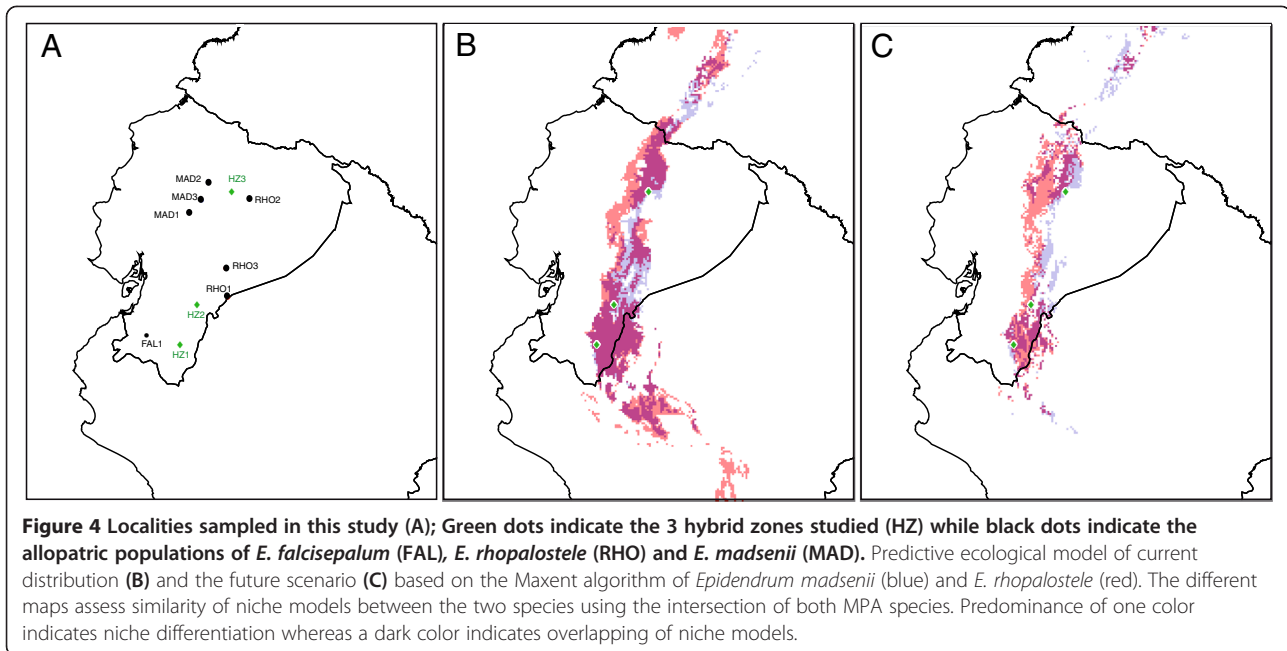 A
B
C
MAD2
HZ3
MAD3
RHO2
MAD1
RHO3
RHO1
HZ2
FAL1
HZ1
Figure 4 Localities sampled in this study (A); Green dots indicate the 3 hybrid zones studied (HZ) while black dots indicate the
allopatric populations of E. falcisepalum (FAL), E. rhopalostele (RHO) and E. madsenii (MAD). Predictive ecological model of current
distribution (B) and the future scenario (C) based on the Maxent algorithm of Epidendrum madsenii (blue) and E. rhopalostele (red). The different
maps assess similarity of niche models between the two species using the intersection of both MPA species. Predominance of one color
indicates niche differentiation whereas a dark color indicates overlapping of niche models.